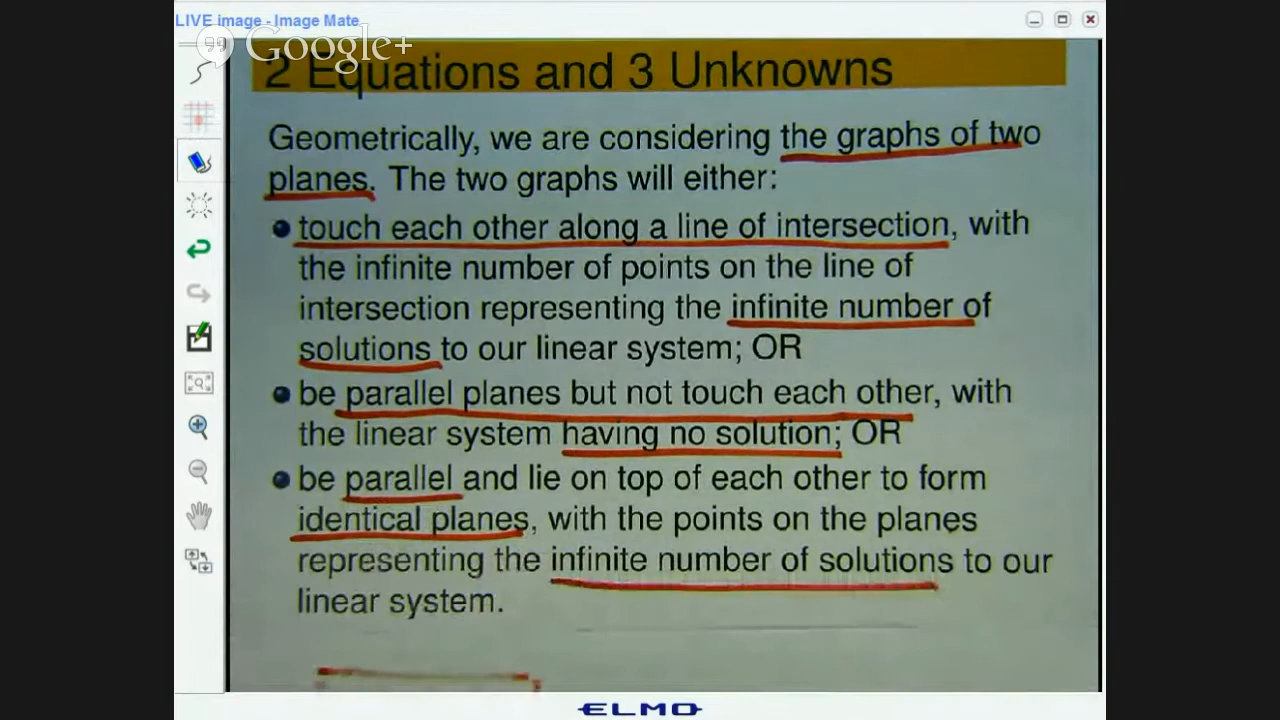 LIVE image - Image Mate
Google+
2 Equations and 3 Unknowns
Geometrically, we are considering the graphs of two
planes. The two graphs will either:
touch each other along a line of intersection, with
the infinite number of points on the line of
intersection representing the infinite number of
solutions to our linear system; OR
be parallel planes but not touch each other, with
the linear system having no solution; OR
be parallel and lie on top of each other to form
identical planes, with the points on the planes
representing the infinite number of solutions to our
linear system.
ELMO